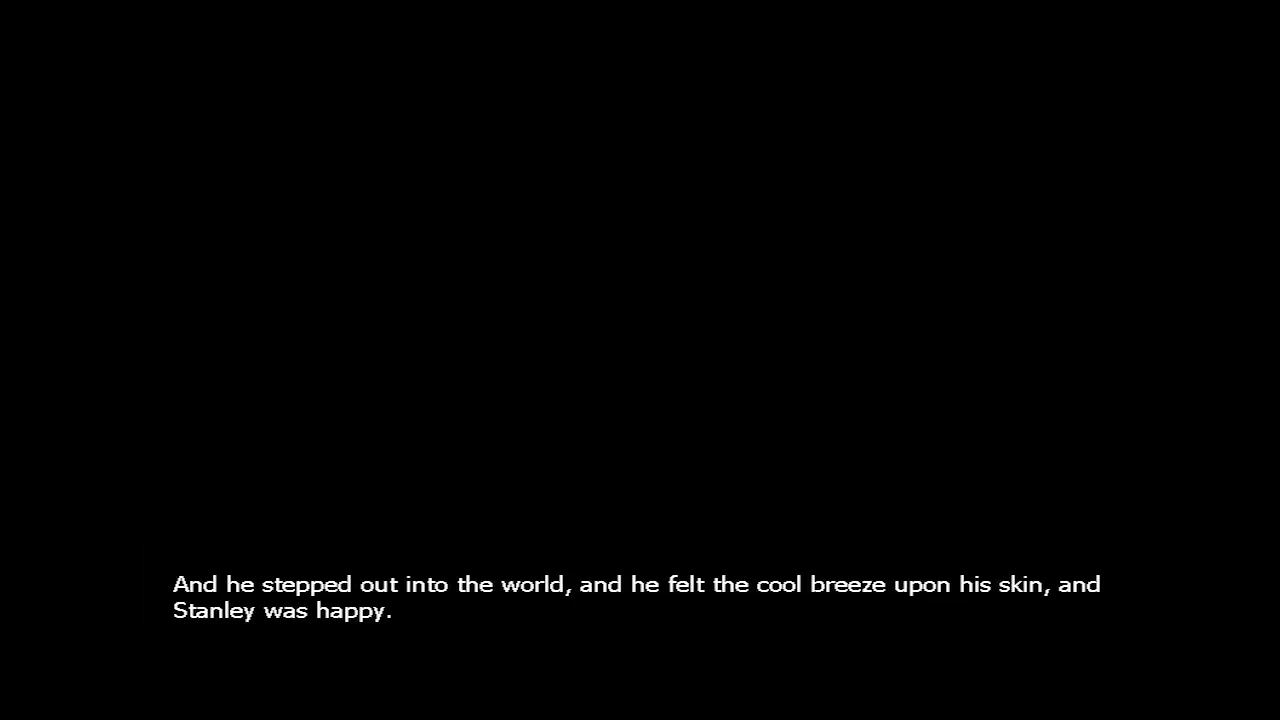 And he stepped out into the world, and he felt the cool breeze upon his skin, and
Stanley was happy.